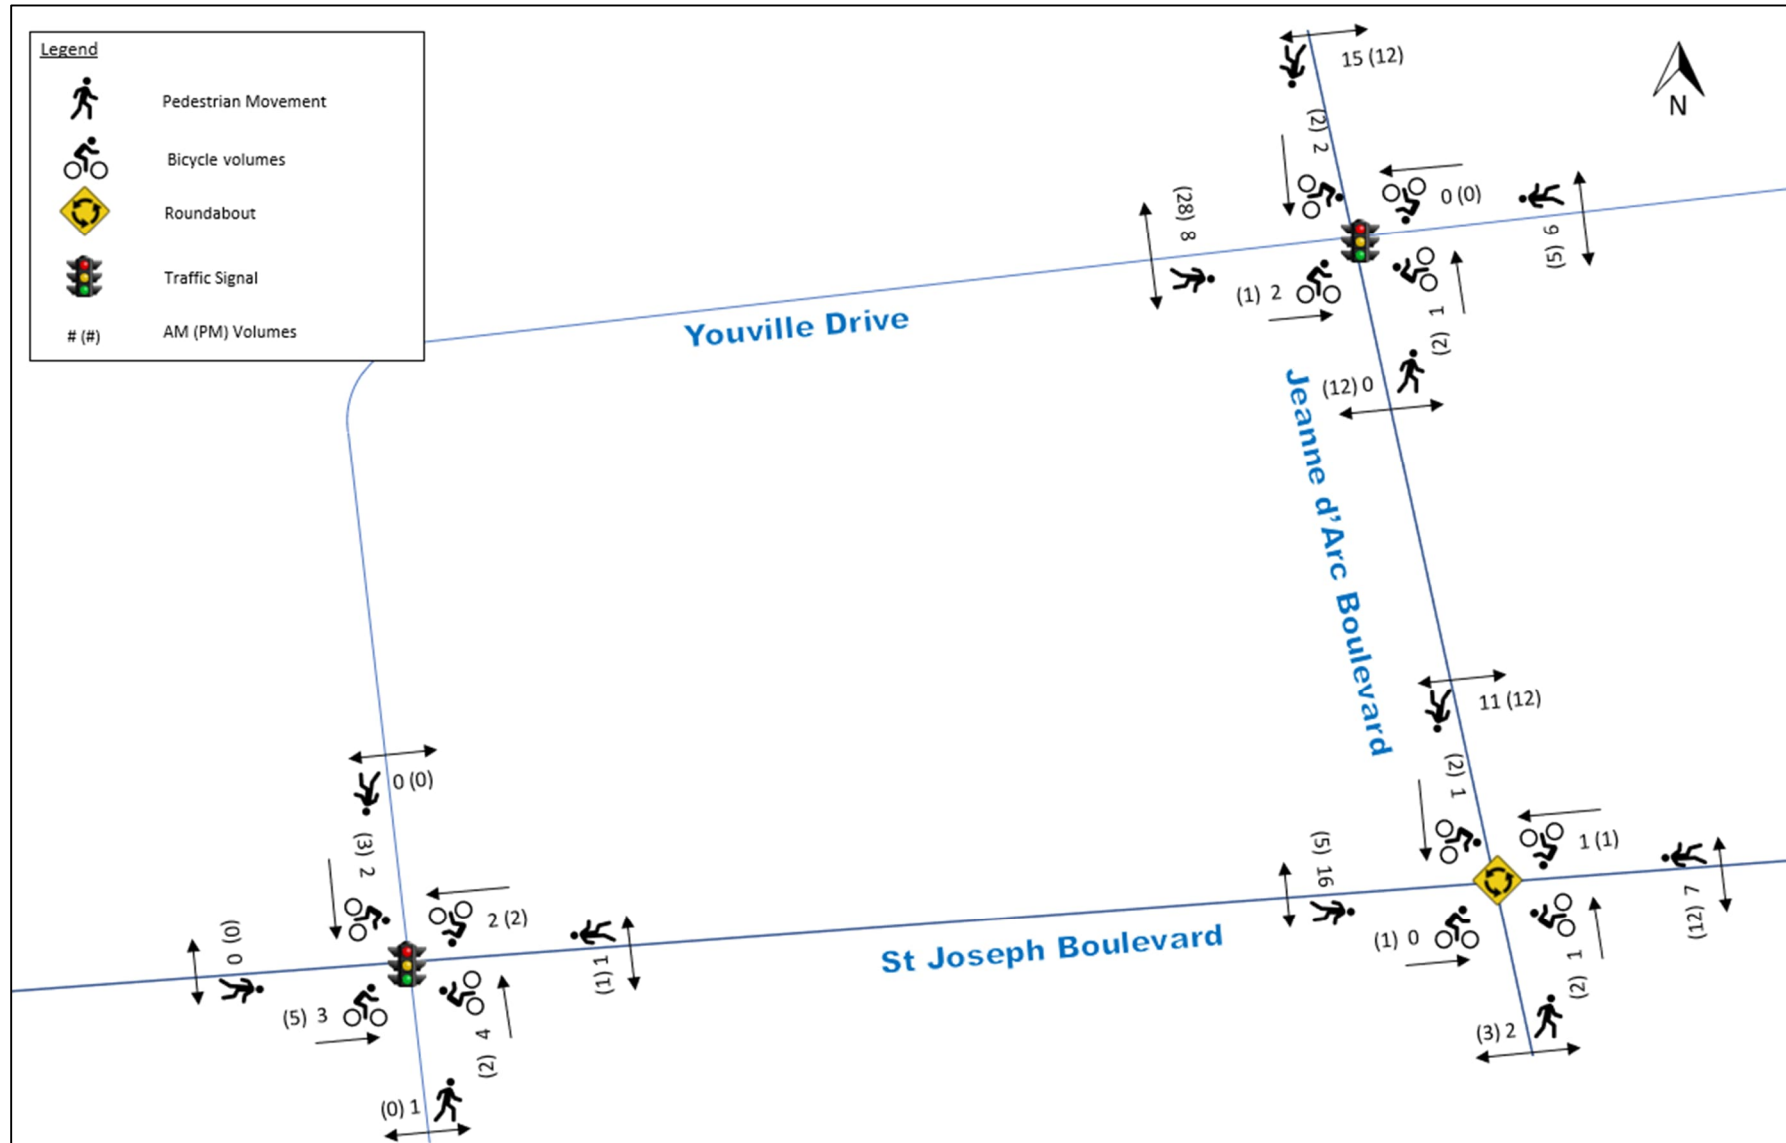 Legend
Pedestrian Movement
Bicycle volumes
Roundabout
Traffic Signal
# (#) AM (PM) Volumes
N
15 (12)
(2) 2
0 (0)
(28) 8
(1) 2
(2) 1
(12) 0
Youville Drive
Jeanne d'Arc Boulevard
11 (12)
(2) 1
1 (1)
(5) 16
(12) 7
(1) 0
(2) 1
(3) 2
St Joseph Boulevard
0 (0)
(3) 2
2 (2)
(0) 0
(1) 1
(5) 3
(2) 4
(0) 1